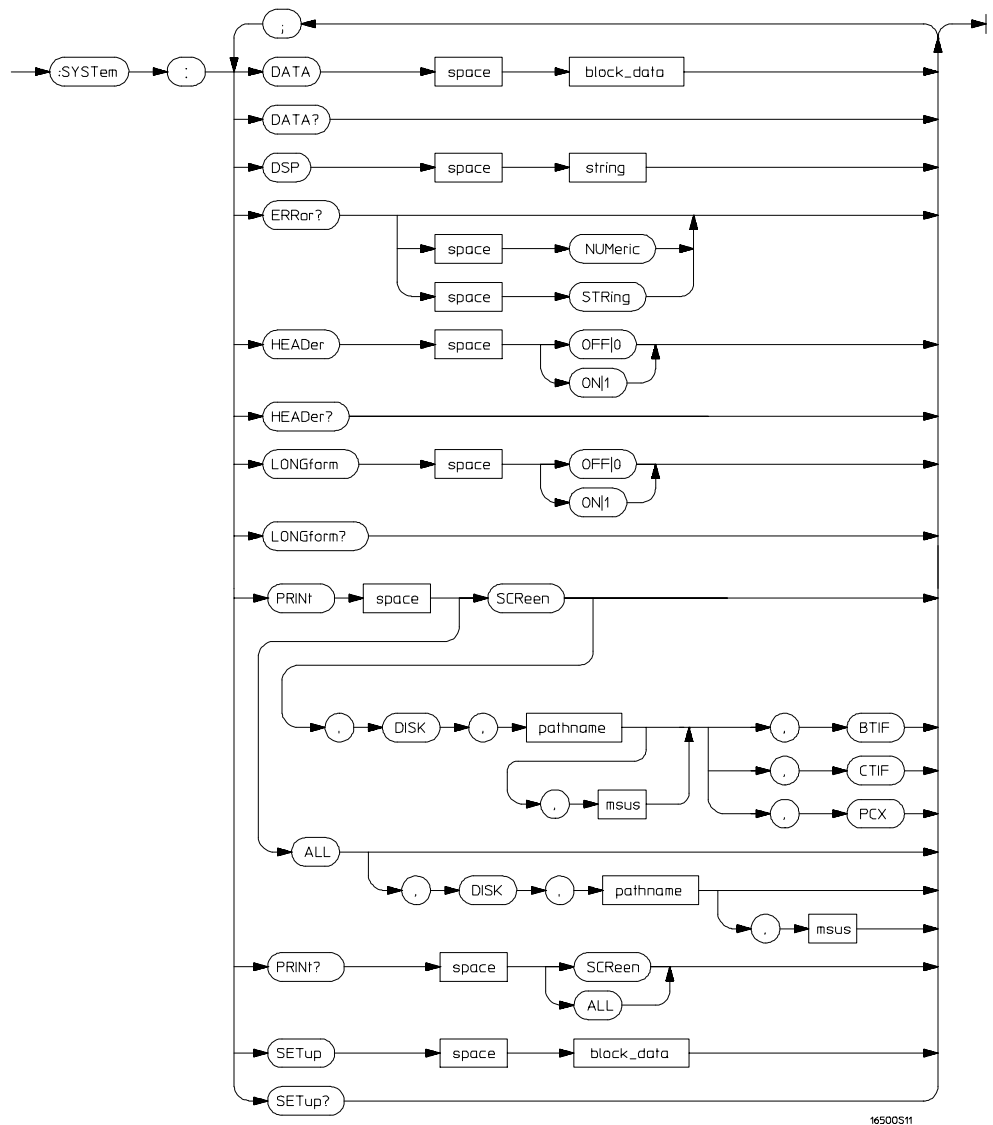 ;
:SYSTem : DATA space block_data
DATA?
DSP space string
ERRor?
space NUMeric
space STRing
HEADer space OFF|0
ON|1
HEADer?
LONGform space OFF|0
ON|1
LONGform?
PRINt space SCReen
, DISK , pathname , BTIF
, CTIF
, msus , PCX
ALL
, DISK , pathname
, msus
PRINt? space SCReen
ALL
SETup space block_data
SETup?
16500S11